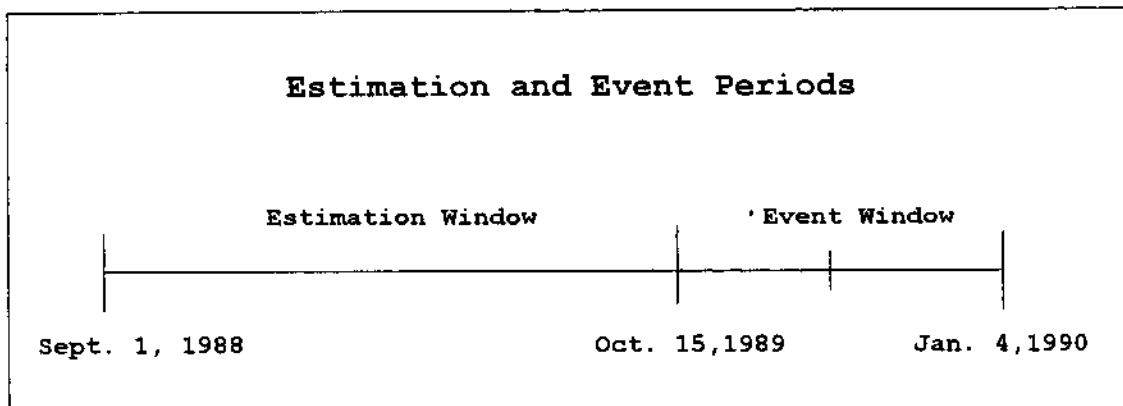 Estimation and Event Periods
Estimation Window
Event Window
Sept. 1, 1988
Oct. 15,1989
Jan. 4,1990